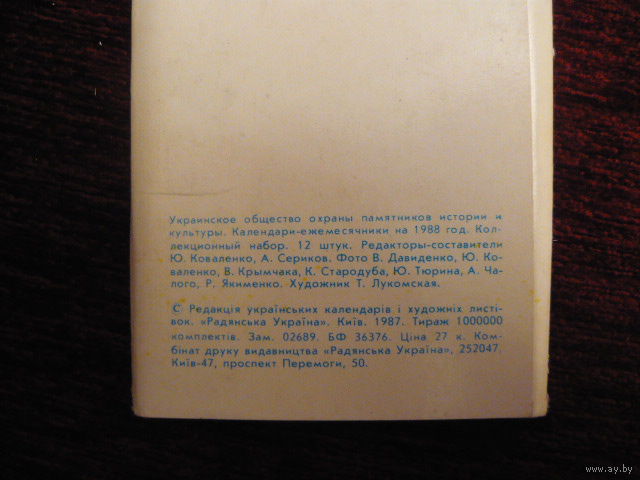 Украинское общество охраны памятников истории и
культуры. Календари-ежемесячники на 1988 год. Кол-
лекционный набор. 12 штук. Редакторы-составители
Ю. Коваленко, А. Сериков. Фото В. Давиденко, Ю. Ко-
валенко, В. Крымчака, К. Стародуба, Ю. Тюрина, А. Ча-
лого, Р. Якименко. Художник Т. Лукомская.
© Редакція українських календарів і художніх листі-
вок. «Радянська Україна». Київ. 1987. Тираж 1000000
комплектів. Зам. 02689. БФ 36376. Ціна 27 к. Ком-
бінат друку видавництва «Радянська Україна», 252047.
Київ-47, проспект Перемоги, 50.
www.ay.by